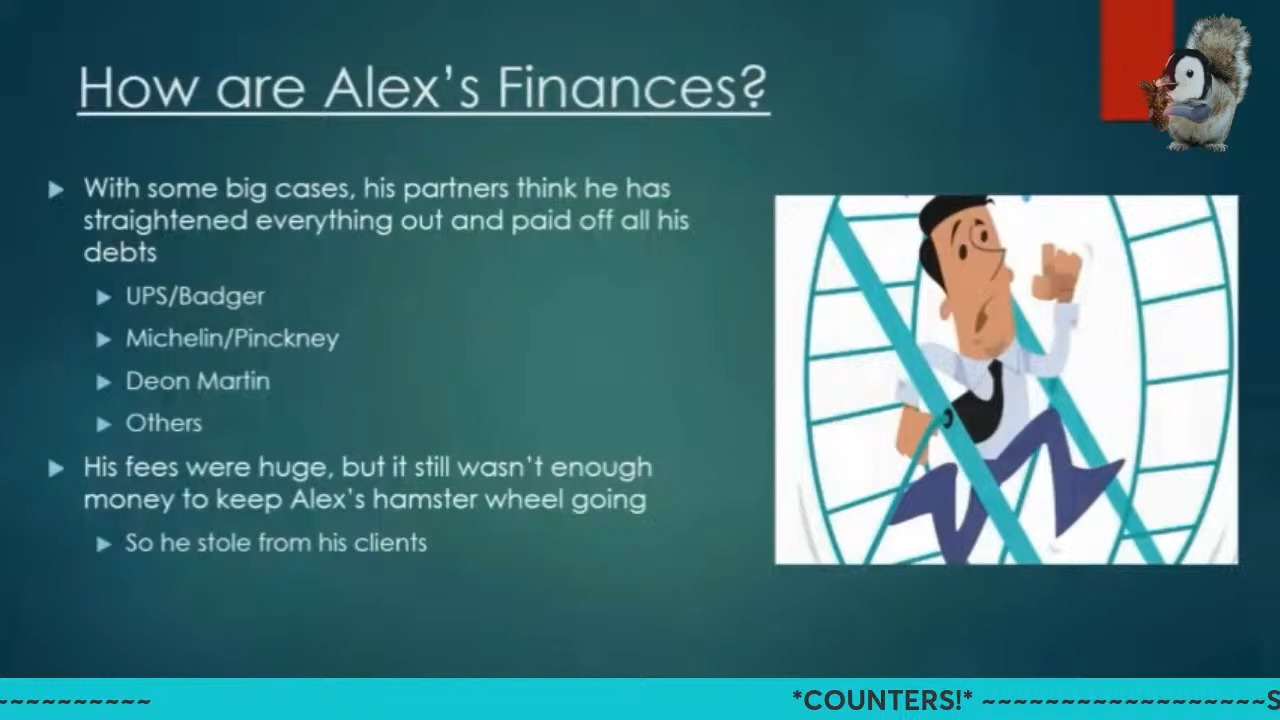 How are Alex's Finances?
With some big cases, his partners think he has
straightened everything out and paid off all his
debts
UPS/Badger
Michelin/Pinckney
Deon Martin
Others
His fees were huge, but it still wasn't enough
money to keep Alex's hamster wheel going
So he stole from his clients
~~~~~~~~~~ *COUNTERS!* ~~~~~~~~~~~~~~~~~~S